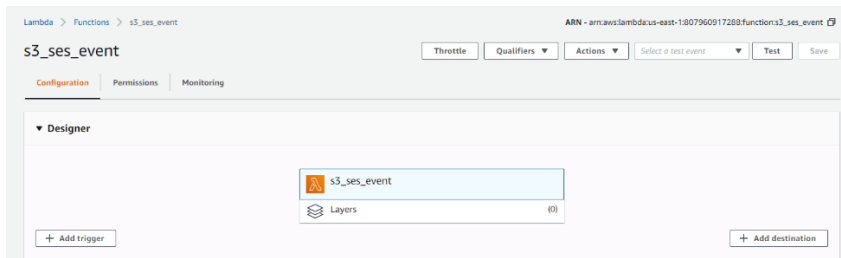 Lambda > Functions > s3_ses_event
ARN - arn:aws:lambda:us-east-1:807960917288:function:s3_ses_event
s3_ses_event
Throttle Qualifiers ▼ Actions ▼ Select a test event ▼ Test Save
Configuration Permissions Monitoring
▼ Designer
s3_ses_event
Layers (0)
+ Add trigger + Add destination